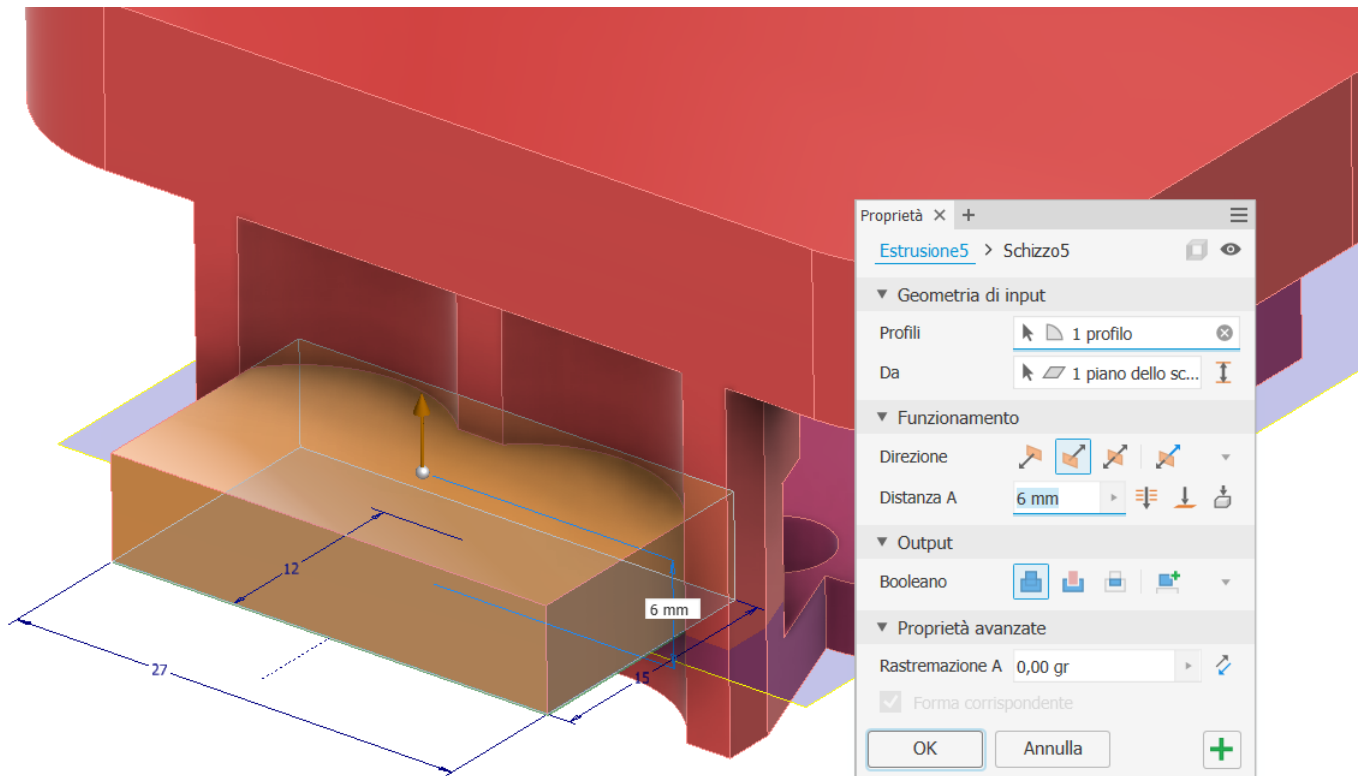 Proprietà
Estrusione5 > Schizzo5
Geometria di input
Profili 1 profilo
Da 1 piano dello sc...
Funzionamento
Direzione
Distanza A 6 mm
Output
Booleano
Proprietà avanzate
Rastremazione A 0,00 gr
Forma corrispondente
OK Annulla
12
6 mm
27
15